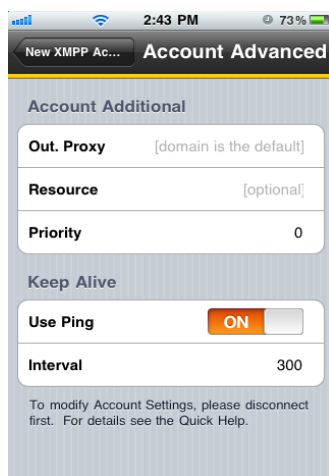 2:43 PM 73%
New XMPP Ac... Account Advanced
Account Additional
Out. Proxy [domain is the default]
Resource [optional]
Priority 0
Keep Alive
Use Ping ON
Interval 300
To modify Account Settings, please disconnect
first. For details see the Quick Help.